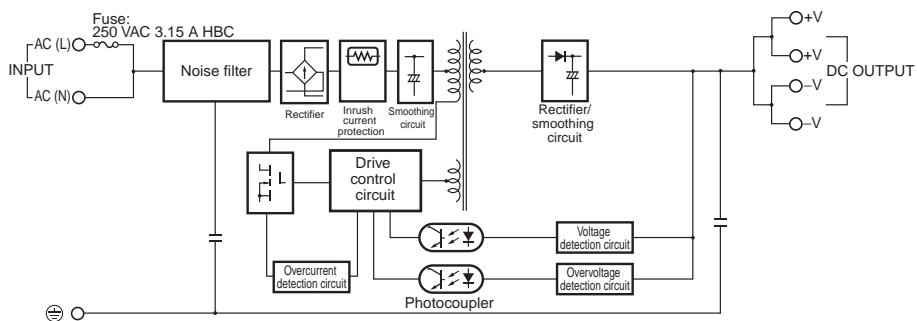 Fuse:
250 VAC 3.15 A HBC
AC (L)
INPUT
AC (N)
Noise filter
Rectifier
Inrush
current
protection
Smoothing
circuit
Rectifier/
smoothing
circuit
+V
+V
DC OUTPUT
−V
−V
Drive
control
circuit
Overcurrent
detection circuit
Voltage
detection circuit
Overvoltage
detection circuit
Photocoupler